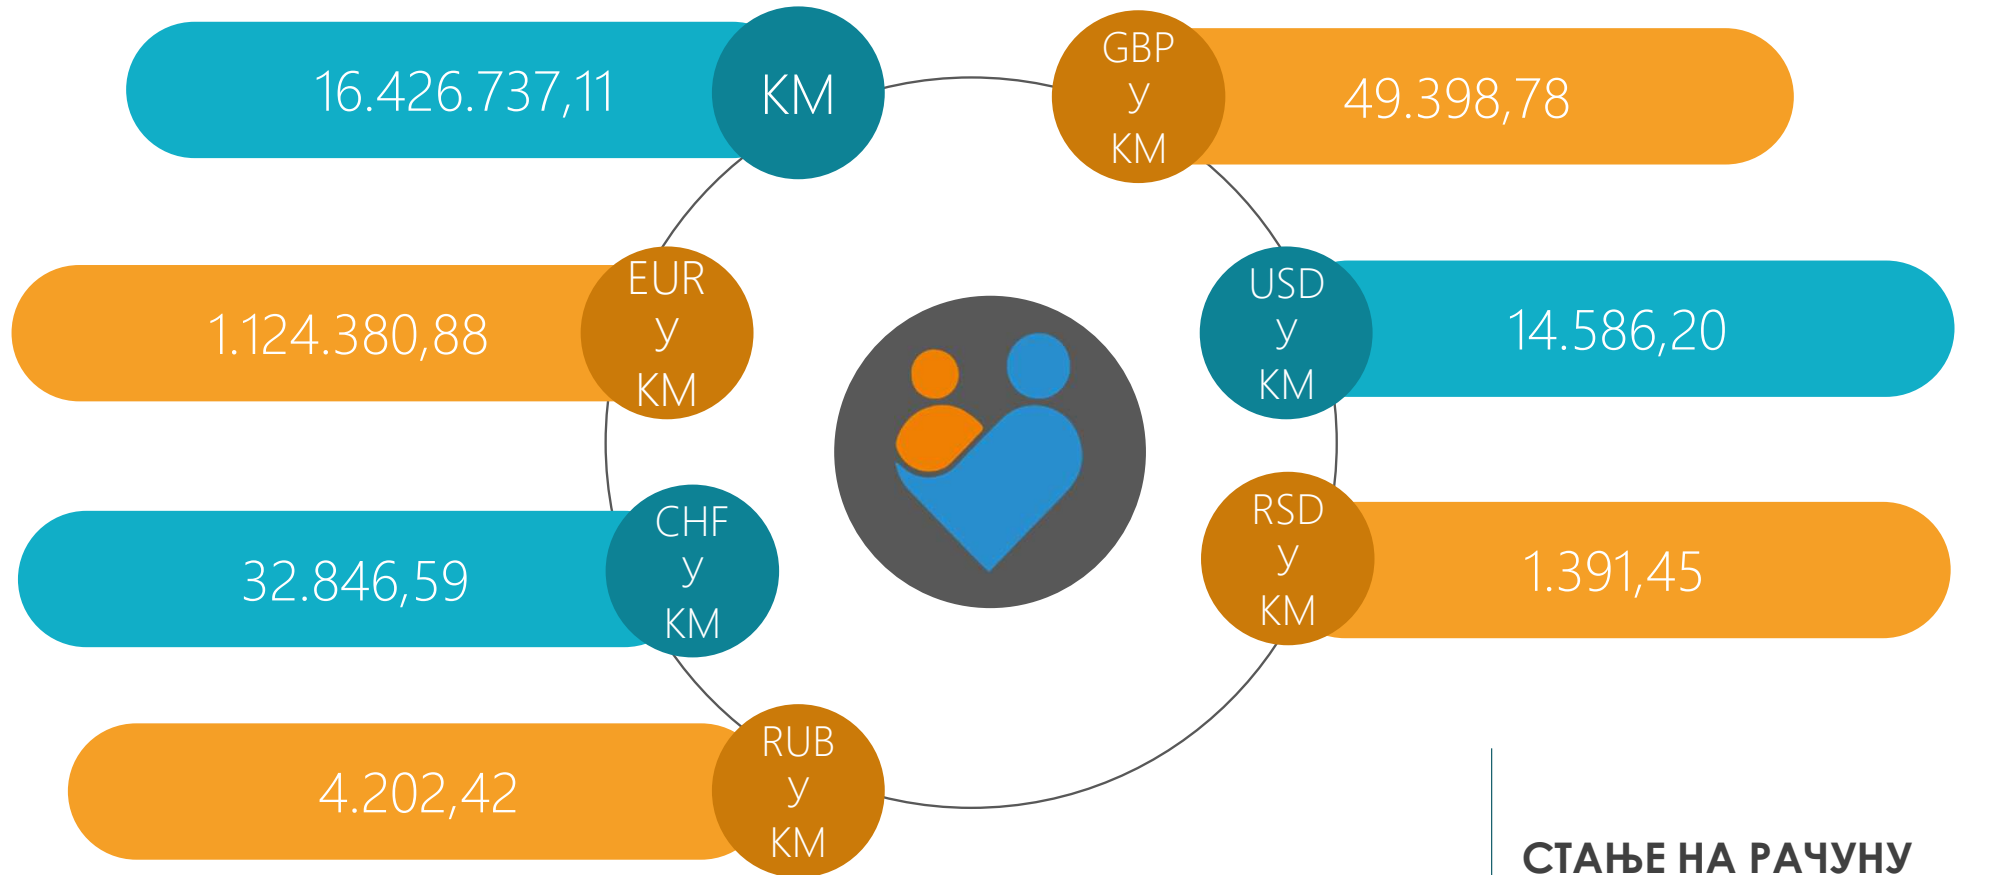 16.426.737,11
КМ
GBP
у
КМ
49.398,78
EUR
у
КМ
1.124.380,88
USD
у
КМ
14.586,20
CHF
у
КМ
32.846,59
RSD
у
КМ
1.391,45
RUB
у
КМ
4.202,42
СТАЊЕ НА РАЧУНУ